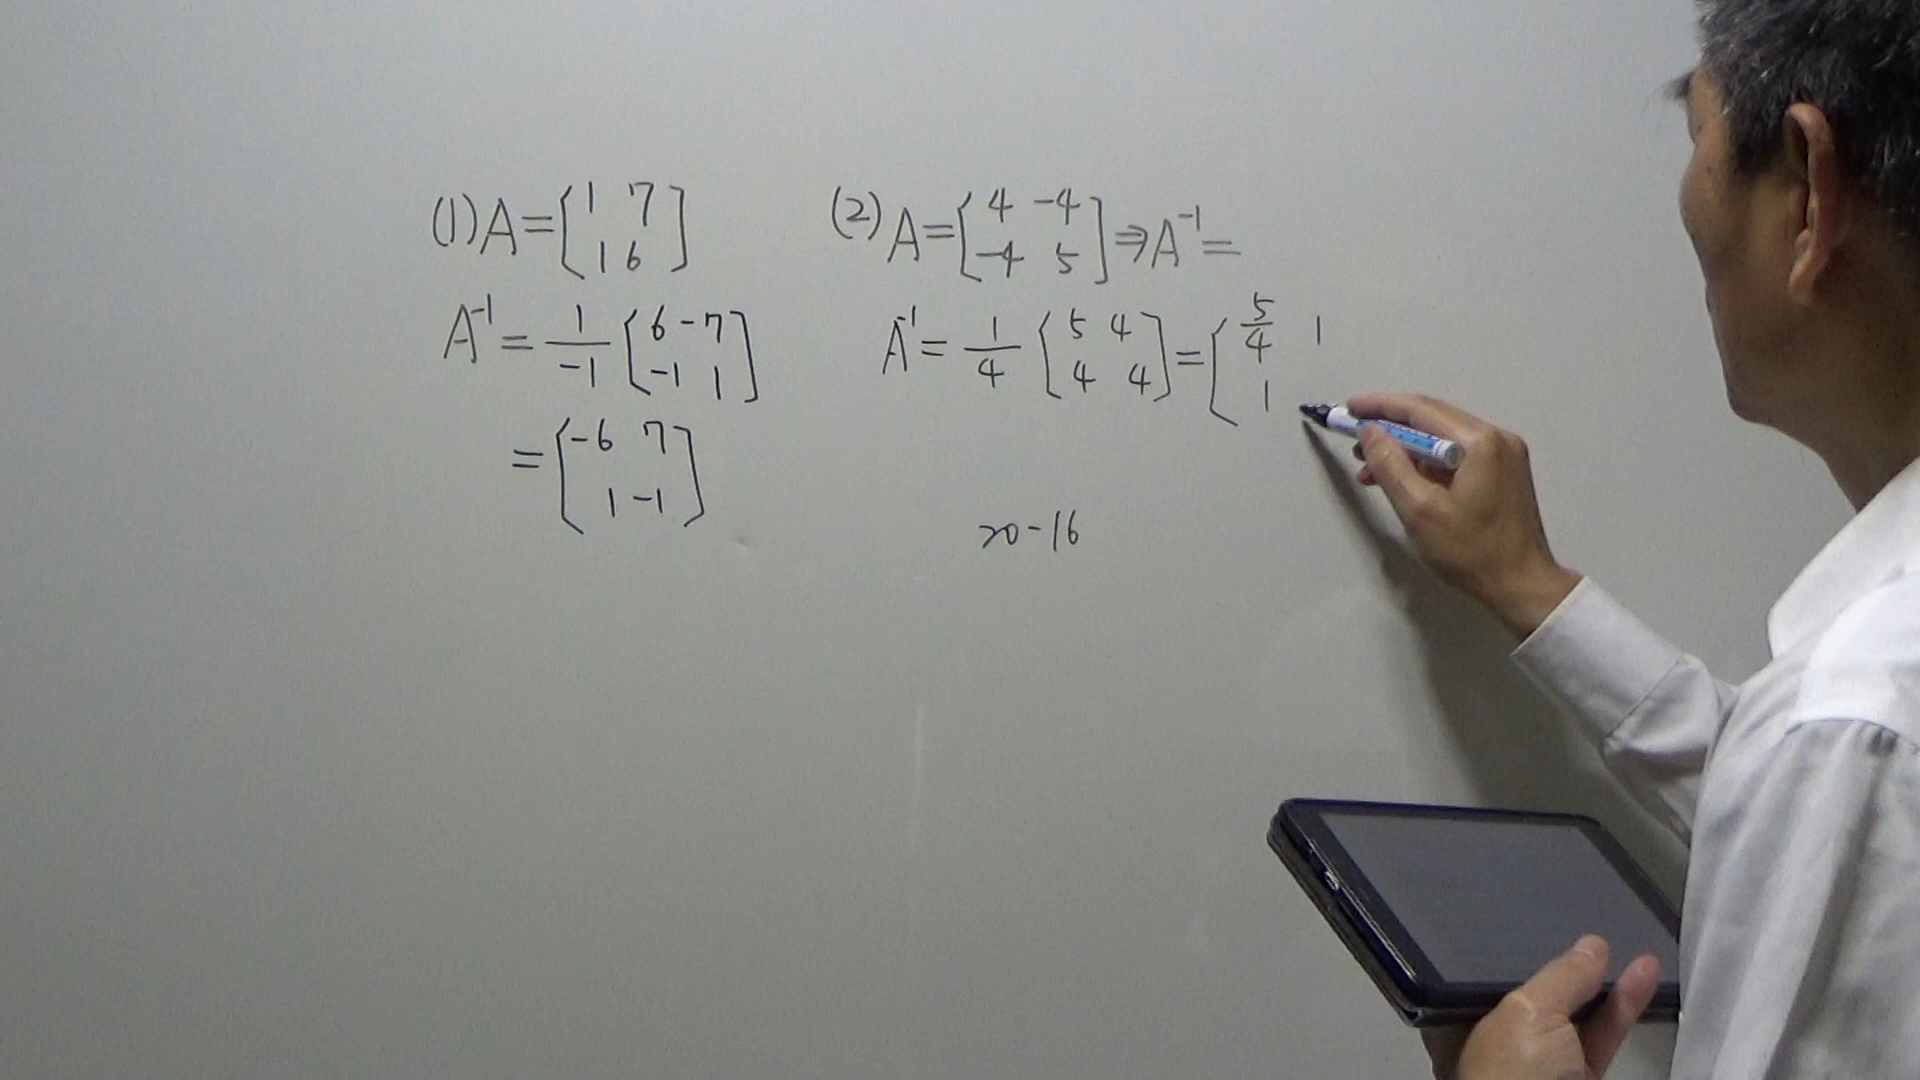 (1) A = [1 7
1 6]
A⁻¹ = 1/-1 [6 -7
-1 1]
= [-6 7
1 -1]
(2) A = [4 -4
-4 5] ⇒ A⁻¹ =
A⁻¹ = 1/4 [5 4
4 4] = [5/4 1
1
20-16